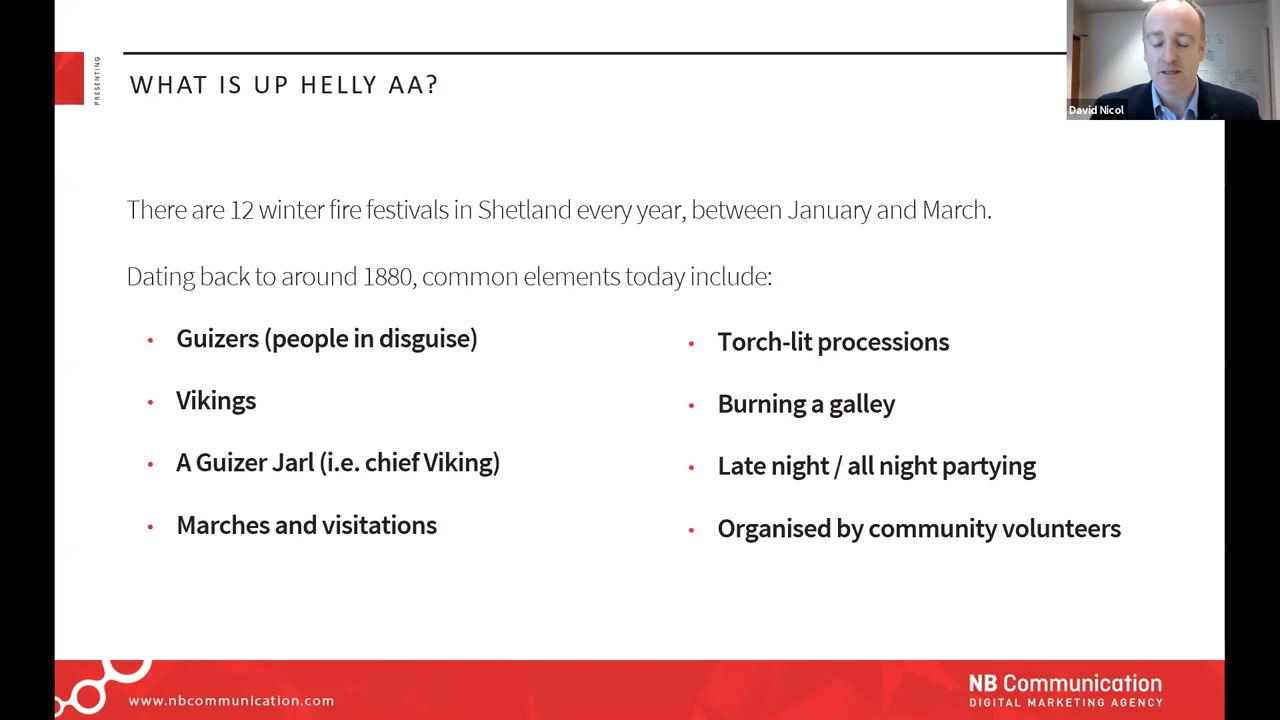 PRESENTING
WHAT IS UP HELLY AA?
David Nicol
There are 12 winter fire festivals in Shetland every year, between January and March.
Dating back to around 1880, common elements today include:
• Guizers (people in disguise)
• Vikings
• A Guizer Jarl (i.e. chief Viking)
• Marches and visitations
• Torch-lit processions
• Burning a galley
• Late night / all night partying
• Organised by community volunteers
www.nbcommunication.com
NB Communication
DIGITAL MARKETING AGENCY